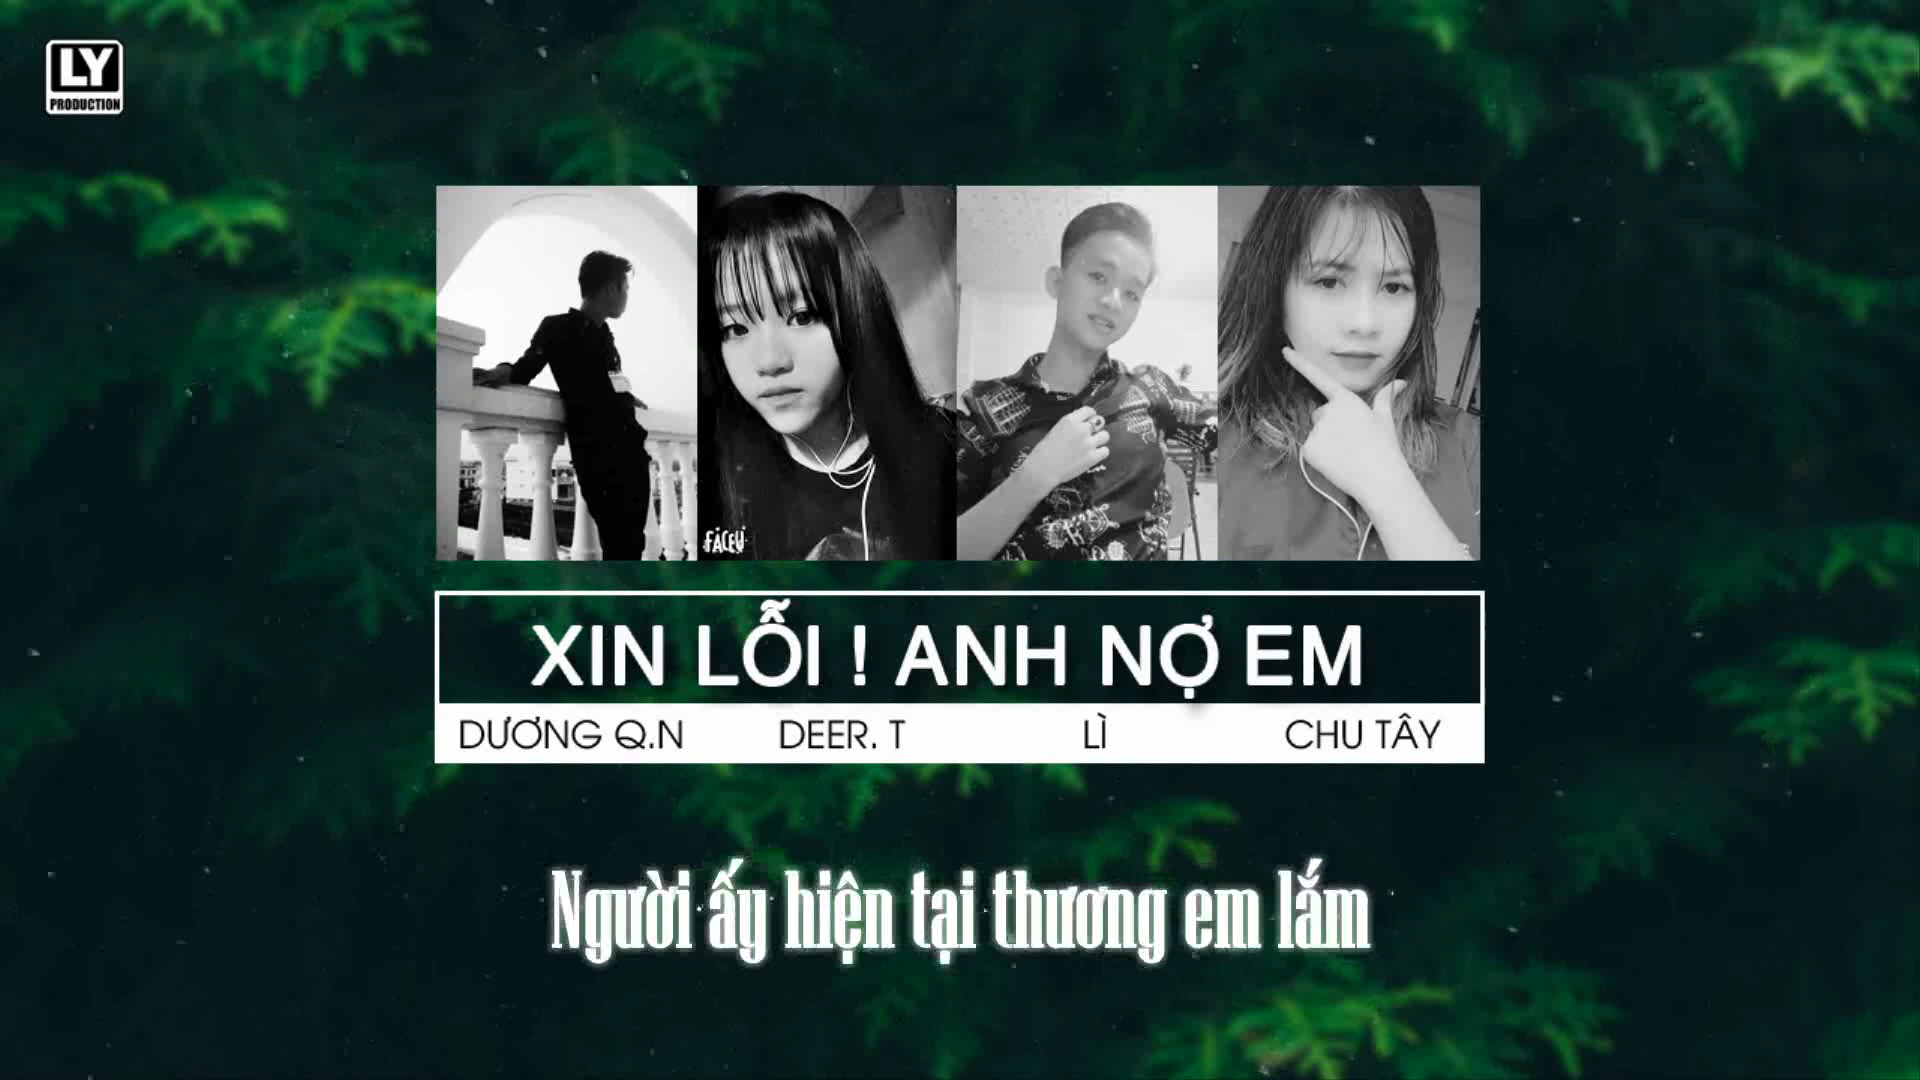 LY
PRODUCTION
FACEU
XIN LỖI ! ANH NỢ EM
DƯƠNG Q.N DEER. T LÌ CHU TÂY
Người ấy hiện tại thương em lắm